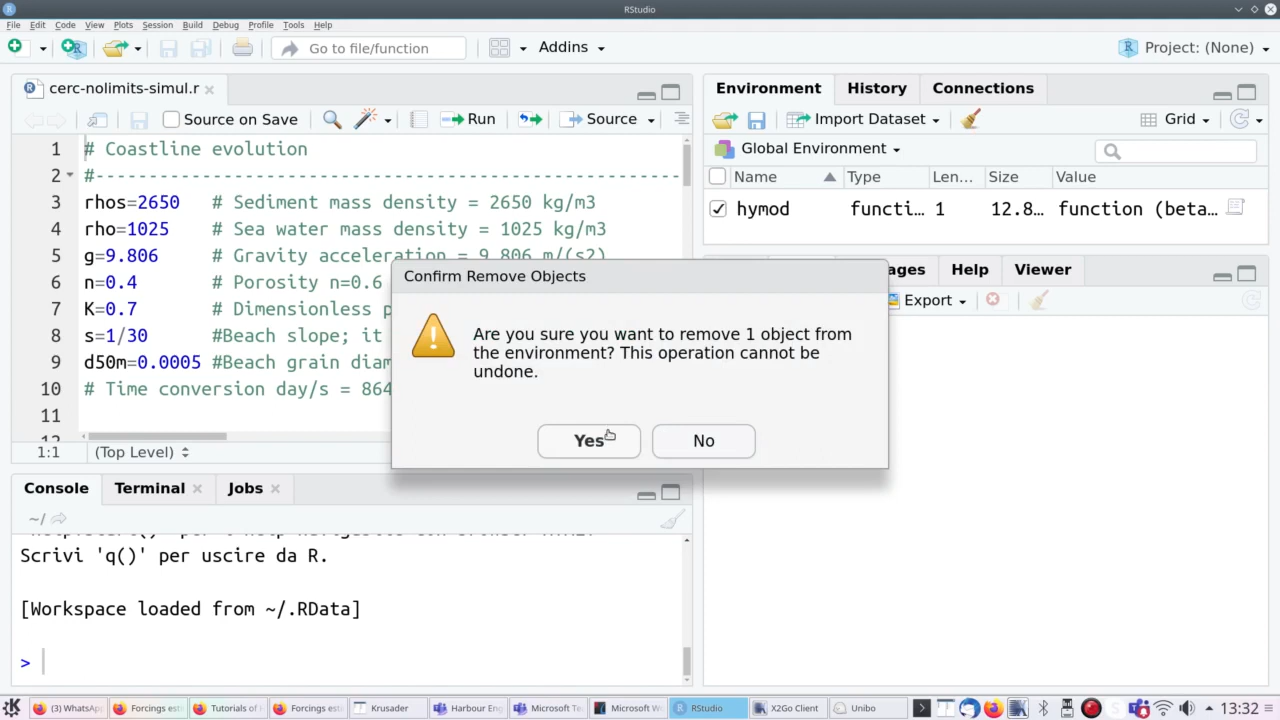 RStudio
File Edit Code View Plots Session Build Debug Profile Tools Help
Go to file/function Addins Project: (None)
cerc-nolimits-simul.r
Source on Save Run Source
1 # Coastline evolution
2 #-------------------------------------------------------
3 rhos=2650 # Sediment mass density = 2650 kg/m3
4 rho=1025 # Sea water mass density = 1025 kg/m3
5 g=9.806 # Gravity acceleration = 9.806 m/(s2)
6 n=0.4 # Porosity n=0.6
7 K=0.7 # Dimensionless
8 s=1/30 #Beach slope; it
9 d50m=0.0005 #Beach grain
10 # Time conversion day/s = 864
11
12
1:1 (Top Level)
Environment History Connections
Import Dataset Grid
Global Environment
Name Type Len... Size Value
hymod functi... 1 12.8... function (beta...
Help Viewer
Export
Confirm Remove Objects
Are you sure you want to remove 1 object from
the environment? This operation cannot be
undone.
Yes No
Console Terminal Jobs
~/
Scrivi 'q()' per uscire da R.
[Workspace loaded from ~/.RData]
>
(3) WhatsAp Forcings est Tutorials of Forcings est Krusader Harbour Eng Microsoft Te Microsoft W RStudio X2Go Client Unibo 13:32